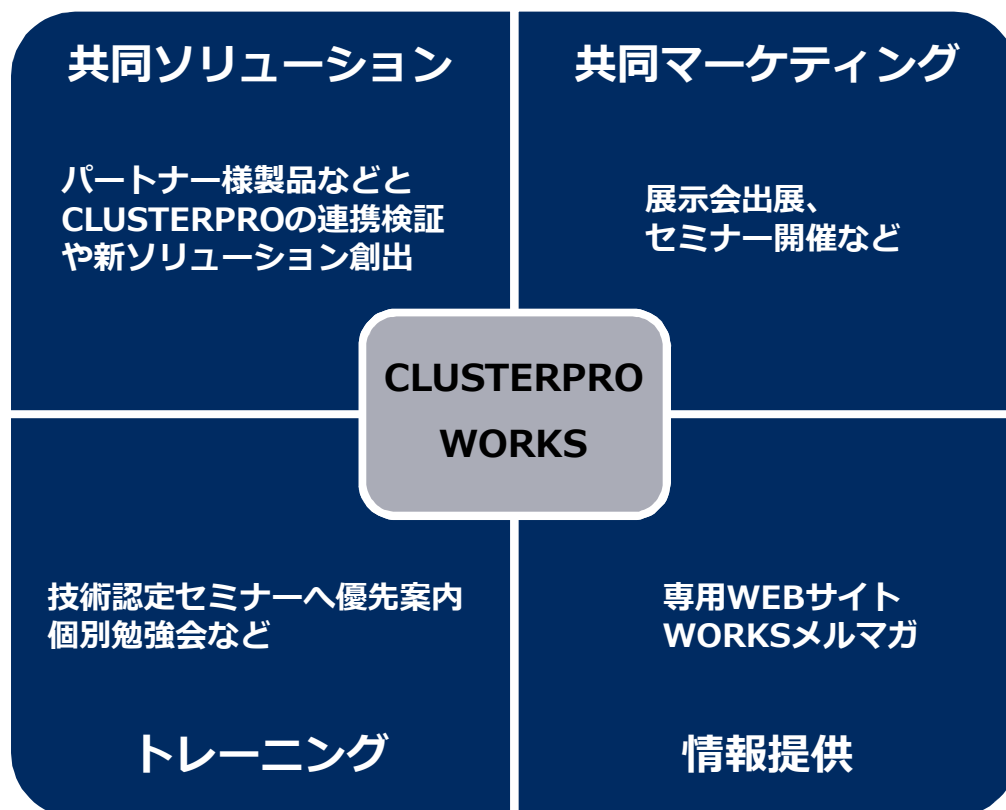 共同ソリューション
パートナー様製品などと
CLUSTERPROの連携検証
や新ソリューション創出
共同マーケティング
展示会出展、
セミナー開催など
CLUSTERPRO
WORKS
技術認定セミナーへ優先案内
個別勉強会など
トレーニング
専用WEBサイト
WORKSメルマガ
情報提供